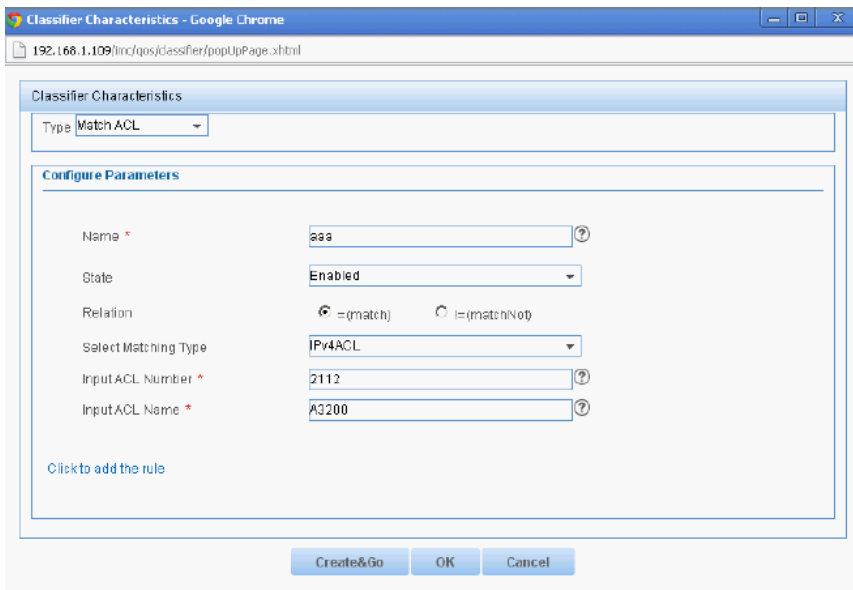 Classifier Characteristics - Google Chrome
192.168.1.109/imc/qos/classifier/popUpPage.xhtml
Classifier Characteristics
Type Match ACL
Configure Parameters
Name * aaa ?
State Enabled
Relation =(match) !=(matchNot)
Select Matching Type IPv4ACL
Input ACL Number * 2112 ?
Input ACL Name * A3200 ?
Click to add the rule
Create&Go OK Cancel